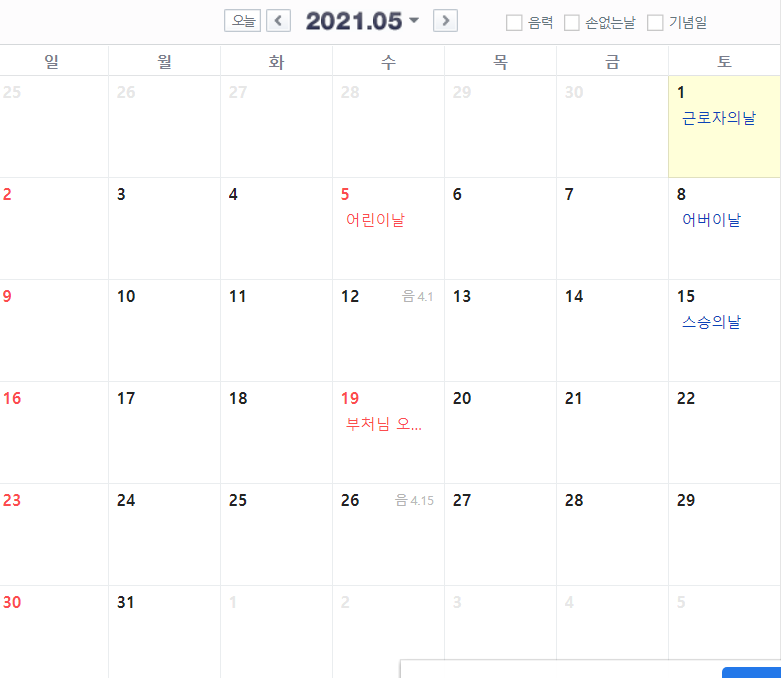 오늘 2021.05 음력 손없는날 기념일
일 월 화 수 목 금 토
25 26 27 28 29 30 1
근로자의날
2 3 4 5 6 7 8
어린이날 어버이날
9 10 11 12 음 4.1 13 14 15
스승의날
16 17 18 19 20 21 22
부처님 오...
23 24 25 26 음 4.15 27 28 29
30 31 1 2 3 4 5